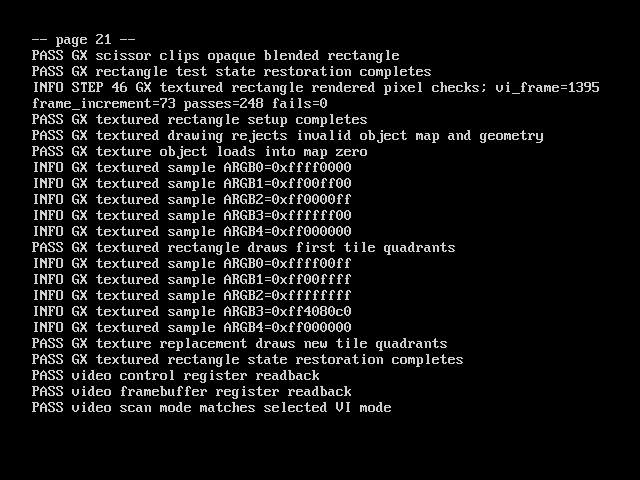 -- page 21 --
PASS GX scissor clips opaque blended rectangle
PASS GX rectangle test state restoration completes
INFO STEP 46 GX textured rectangle rendered pixel checks; vi_frame=1395
frame_increment=73 passes=248 fails=0
PASS GX textured rectangle setup completes
PASS GX textured drawing rejects invalid object map and geometry
PASS GX texture object loads into map zero
INFO GX textured sample ARGB0=0xffff0000
INFO GX textured sample ARGB1=0xff00ff00
INFO GX textured sample ARGB2=0xff0000ff
INFO GX textured sample ARGB3=0xffffff00
INFO GX textured sample ARGB4=0xff000000
PASS GX textured rectangle draws first tile quadrants
INFO GX textured sample ARGB0=0xffff00ff
INFO GX textured sample ARGB1=0xff00ffff
INFO GX textured sample ARGB2=0xffffffff
INFO GX textured sample ARGB3=0xff4080c0
INFO GX textured sample ARGB4=0xff000000
PASS GX texture replacement draws new tile quadrants
PASS GX textured rectangle state restoration completes
PASS video control register readback
PASS video framebuffer register readback
PASS video scan mode matches selected VI mode